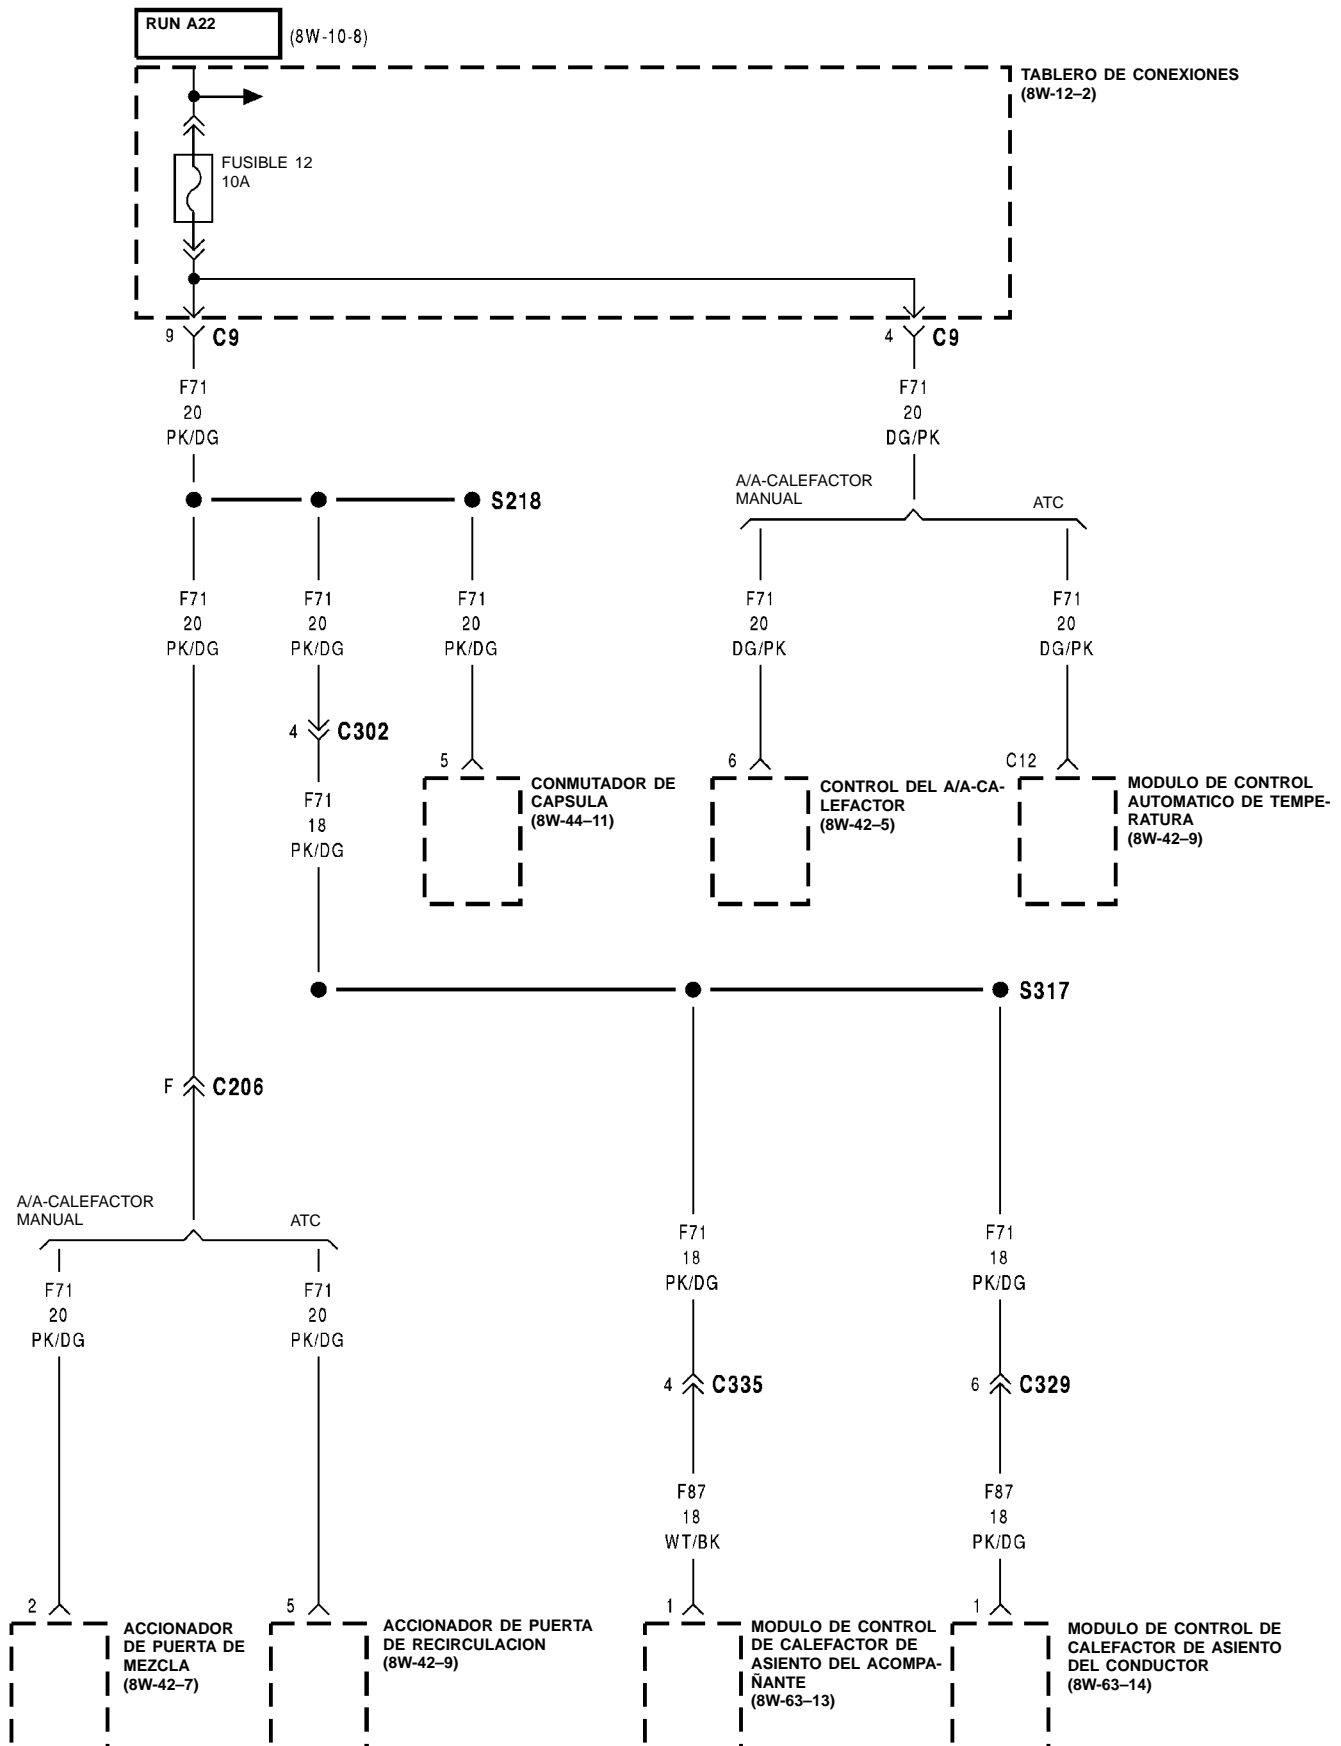 RUN A22
(8W-10-8)
TABLERO DE CONEXIONES
(8W-12–2)
FUSIBLE 12
10A
9 C9
4 C9
F71
20
PK/DG
F71
20
DG/PK
S218
A/A-CALEFACTOR
MANUAL
ATC
F71
20
PK/DG
F71
20
PK/DG
F71
20
PK/DG
F71
20
DG/PK
F71
20
DG/PK
4 C302
F71
18
PK/DG
5
CONMUTADOR DE
CAPSULA
(8W-44–11)
6
CONTROL DEL A/A-CA-
LEFACTOR
(8W-42–5)
C12
MODULO DE CONTROL
AUTOMATICO DE TEMPE-
RATURA
(8W-42–9)
S317
F C206
A/A-CALEFACTOR
MANUAL
ATC
F71
20
PK/DG
F71
20
PK/DG
F71
18
PK/DG
F71
18
PK/DG
4 C335
6 C329
F87
18
WT/BK
F87
18
PK/DG
2
ACCIONADOR
DE PUERTA DE
MEZCLA
(8W-42–7)
5
ACCIONADOR DE PUERTA
DE RECIRCULACION
(8W-42–9)
1
MODULO DE CONTROL
DE CALEFACTOR DE
ASIENTO DEL ACOMPA-
ÑANTE
(8W-63–13)
1
MODULO DE CONTROL DE
CALEFACTOR DE ASIENTO
DEL CONDUCTOR
(8W-63–14)